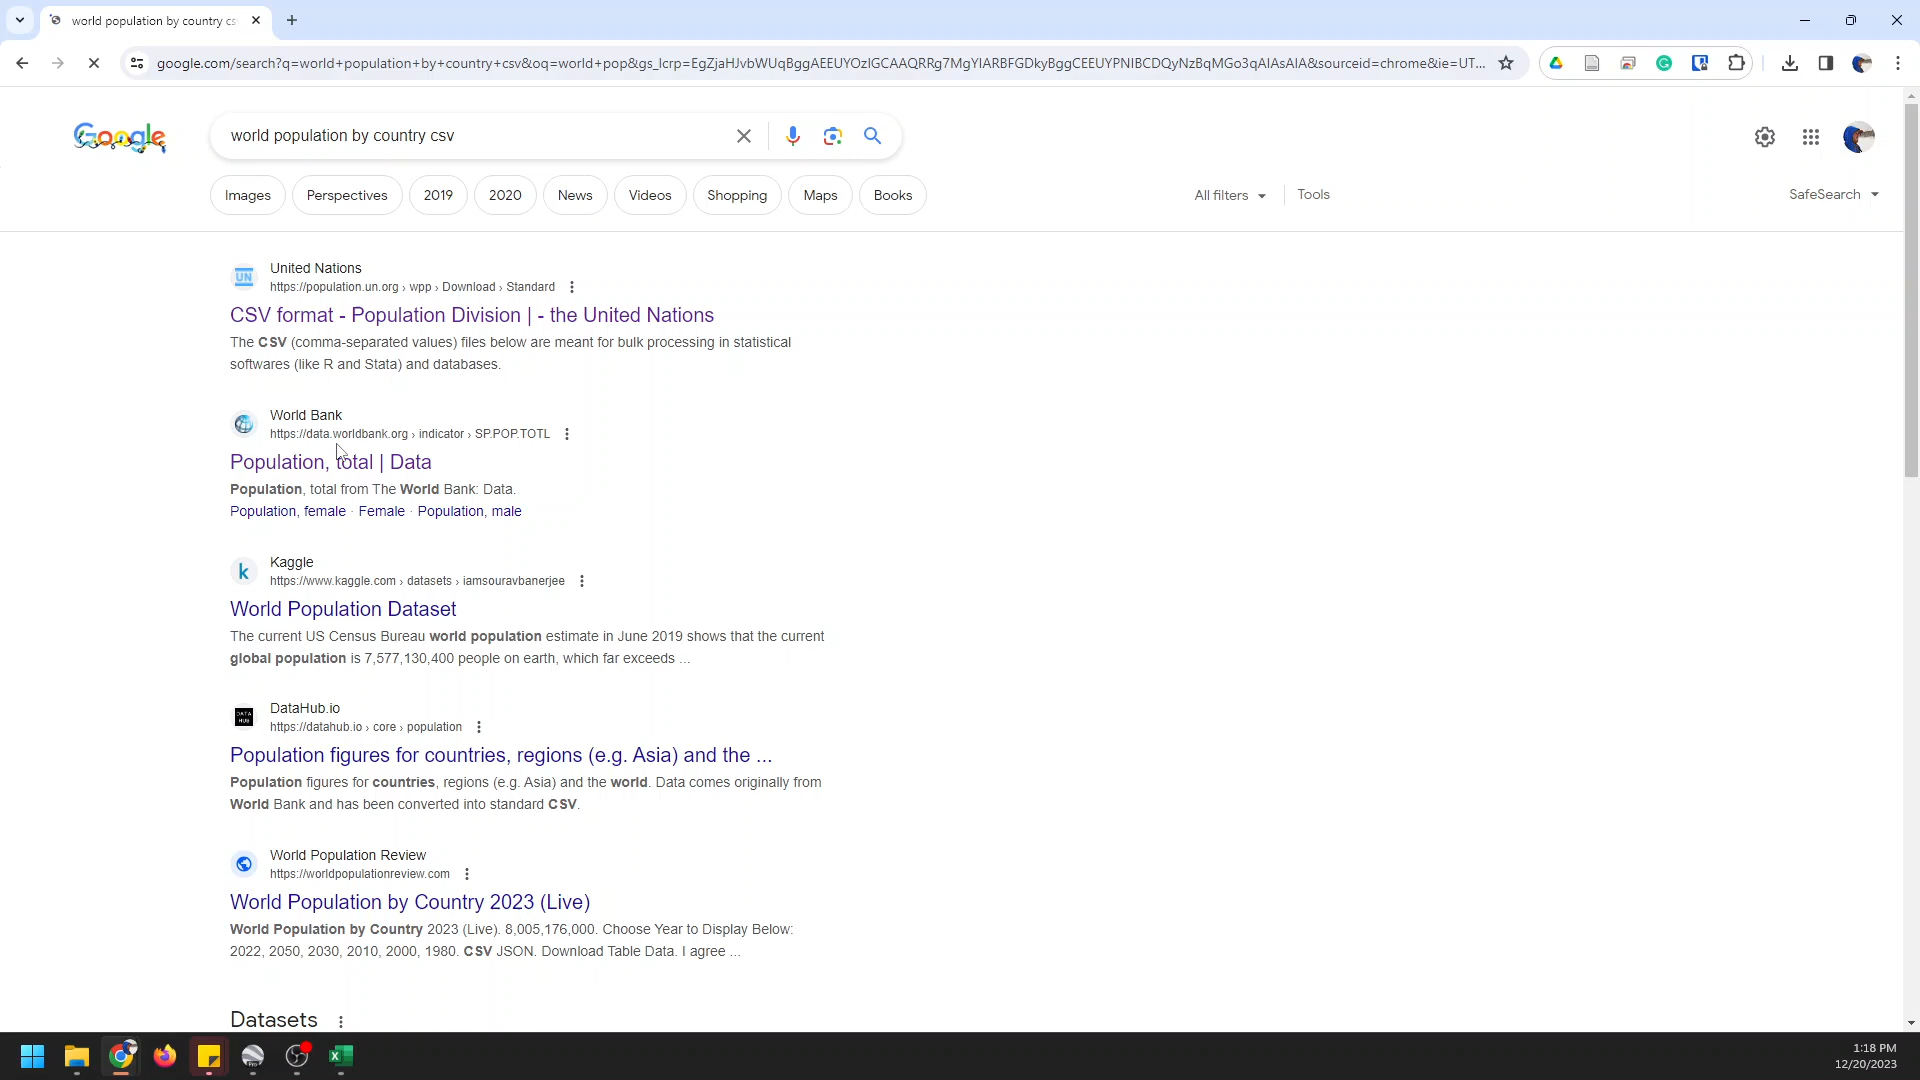 world population by country cs
google.com/search?q=world+population+by+country+csv&oq=world+pop&gs_lcrp=EgZjaHJvbWUqBggAEEUYOzIGCAAQRRg7MgYIARBFGDkyBggCEEUYPNIBCDQyNzBqMGo3qAIAsAIA&sourceid=chrome&ie=UT...
Google
world population by country csv
Images
Perspectives
2019
2020
News
Videos
Shopping
Maps
Books
All filters
Tools
SafeSearch
UN
United Nations
https://population.un.org › wpp › Download › Standard
CSV format - Population Division | - the United Nations
The CSV (comma-separated values) files below are meant for bulk processing in statistical
softwares (like R and Stata) and databases.
World Bank
https://data.worldbank.org › indicator › SP.POP.TOTL
Population, total | Data
Population, total from The World Bank: Data.
Population, female · Female · Population, male
k
Kaggle
https://www.kaggle.com › datasets › iamsouravbanerjee
World Population Dataset
The current US Census Bureau world population estimate in June 2019 shows that the current
global population is 7,577,130,400 people on earth, which far exceeds ...
DATA
HUB
DataHub.io
https://datahub.io › core › population
Population figures for countries, regions (e.g. Asia) and the ...
Population figures for countries, regions (e.g. Asia) and the world. Data comes originally from
World Bank and has been converted into standard CSV.
World Population Review
https://worldpopulationreview.com
World Population by Country 2023 (Live)
World Population by Country 2023 (Live). 8,005,176,000. Choose Year to Display Below:
2022, 2050, 2030, 2010, 2000, 1980. CSV JSON. Download Table Data. I agree ...
Datasets
1:18 PM
12/20/2023